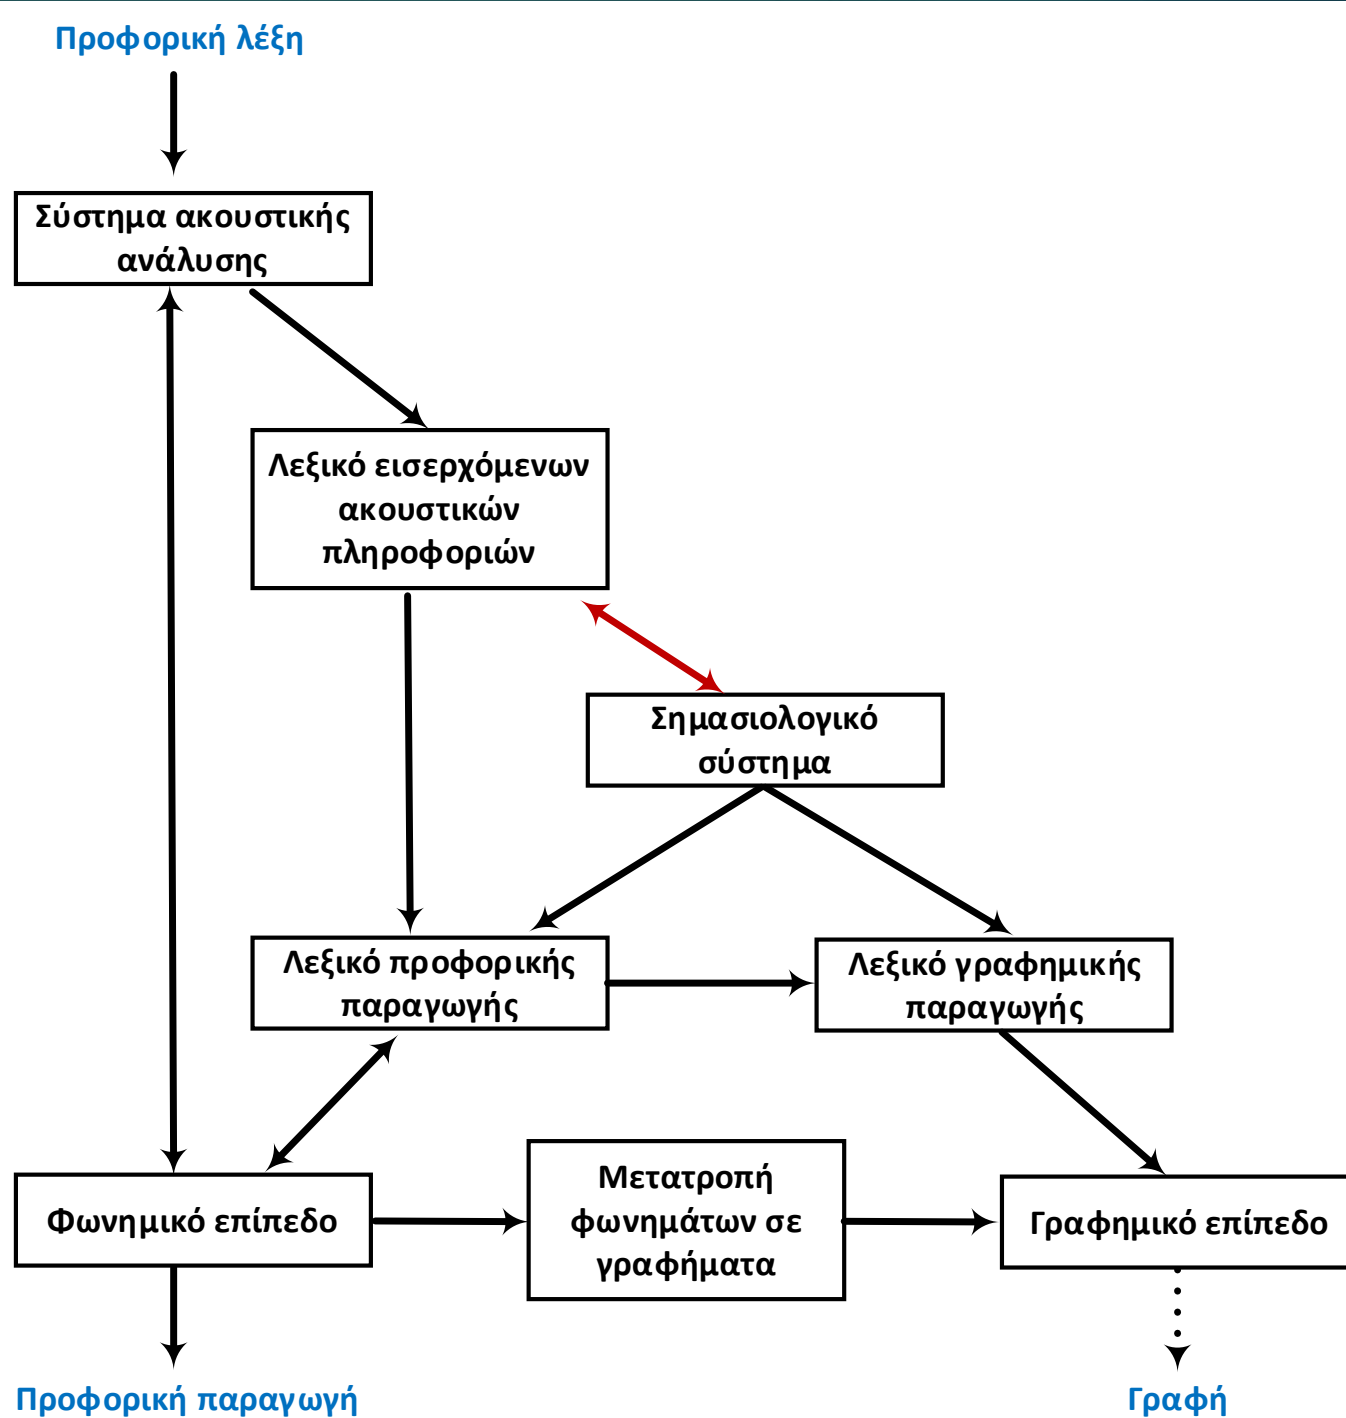 Προφορική λέξη
Σύστημα ακουστικής
ανάλυσης
Λεξικό εισερχόμενων
ακουστικών
πληροφοριών
Σημασιολογικό
σύστημα
Λεξικό προφορικής
παραγωγής
Λεξικό γραφημικής
παραγωγής
Φωνημικό επίπεδο
Μετατροπή
φωνημάτων σε
γραφήματα
Γραφημικό επίπεδο
Προφορική παραγωγή
Γραφή